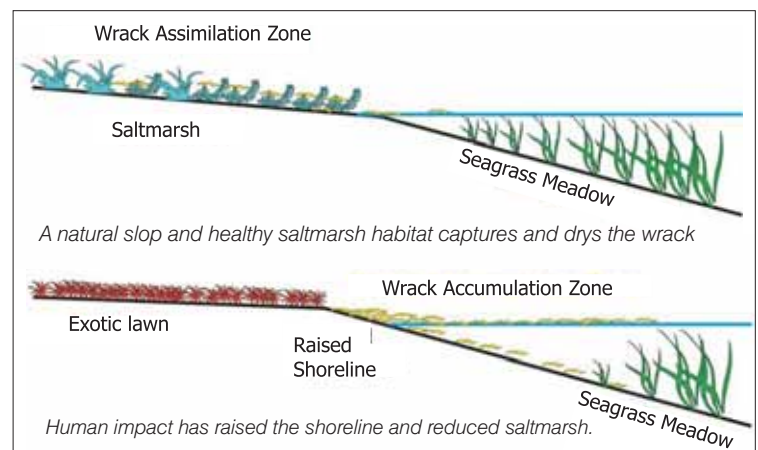 Wrack Assimilation Zone
Saltmarsh
Seagrass Meadow
A natural slop and healthy saltmarsh habitat captures and drys the wrack
Wrack Accumulation Zone
Exotic lawn
Raised
Shoreline
Seagrass Meadow
Human impact has raised the shoreline and reduced saltmarsh.